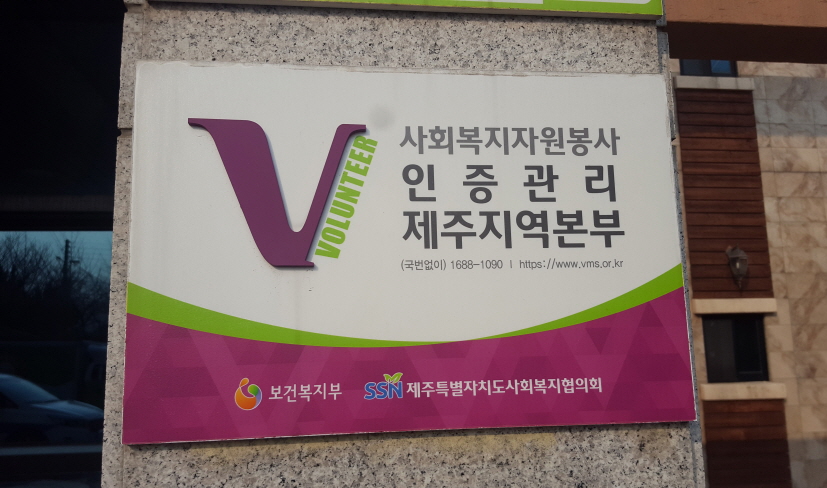 VOLUNTEER
사회복지자원봉사
인증관리
제주지역본부
(국번없이) 1688-1090 | https://www.vms.or.kr
보건복지부 SSN 제주특별자치도사회복지협의회